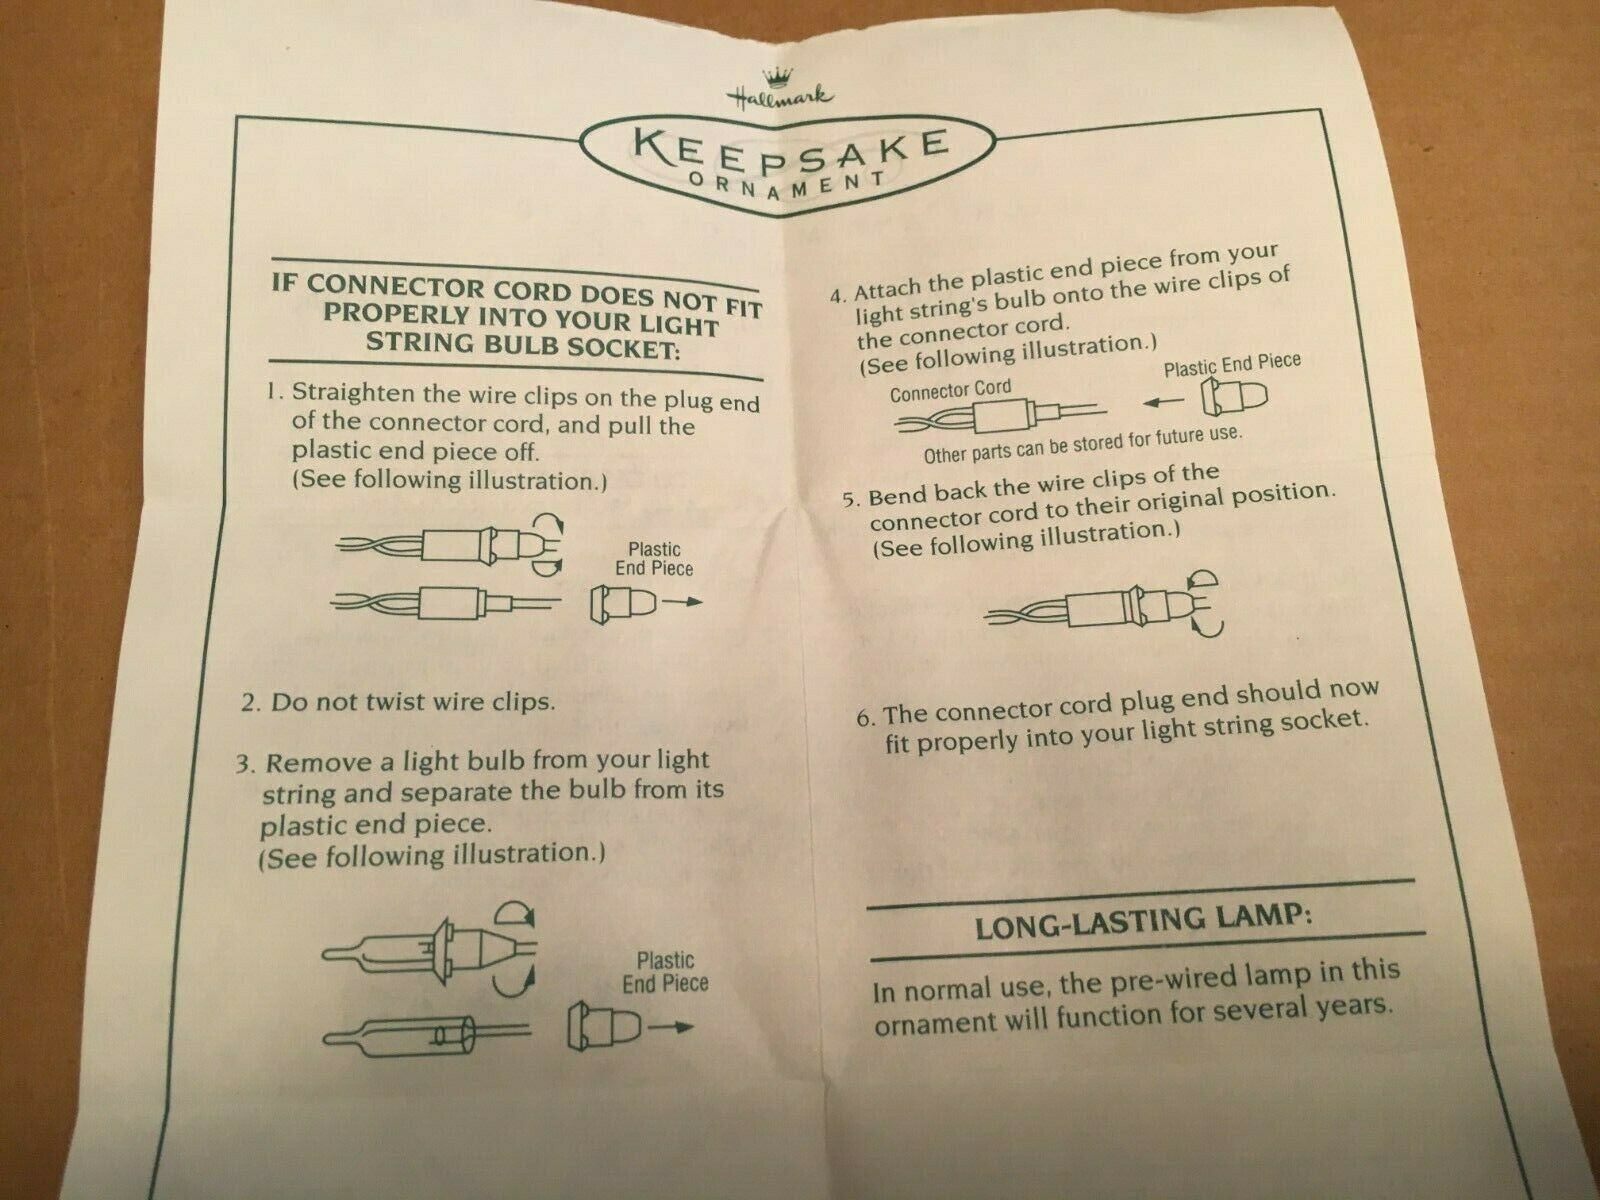 Hallmark
KEEPSAKE
ORNAMENT
IF CONNECTOR CORD DOES NOT FIT
PROPERLY INTO YOUR LIGHT
STRING BULB SOCKET:
1. Straighten the wire clips on the plug end
of the connector cord, and pull the
plastic end piece off.
(See following illustration.)
Plastic
End Piece
2. Do not twist wire clips.
3. Remove a light bulb from your light
string and separate the bulb from its
plastic end piece.
(See following illustration.)
Plastic
End Piece
4. Attach the plastic end piece from your
light string's bulb onto the wire clips of
the connector cord.
(See following illustration.)
Connector Cord
Plastic End Piece
Other parts can be stored for future use.
5. Bend back the wire clips of the
connector cord to their original position.
(See following illustration.)
6. The connector cord plug end should now
fit properly into your light string socket.
LONG-LASTING LAMP:
In normal use, the pre-wired lamp in this
ornament will function for several years.